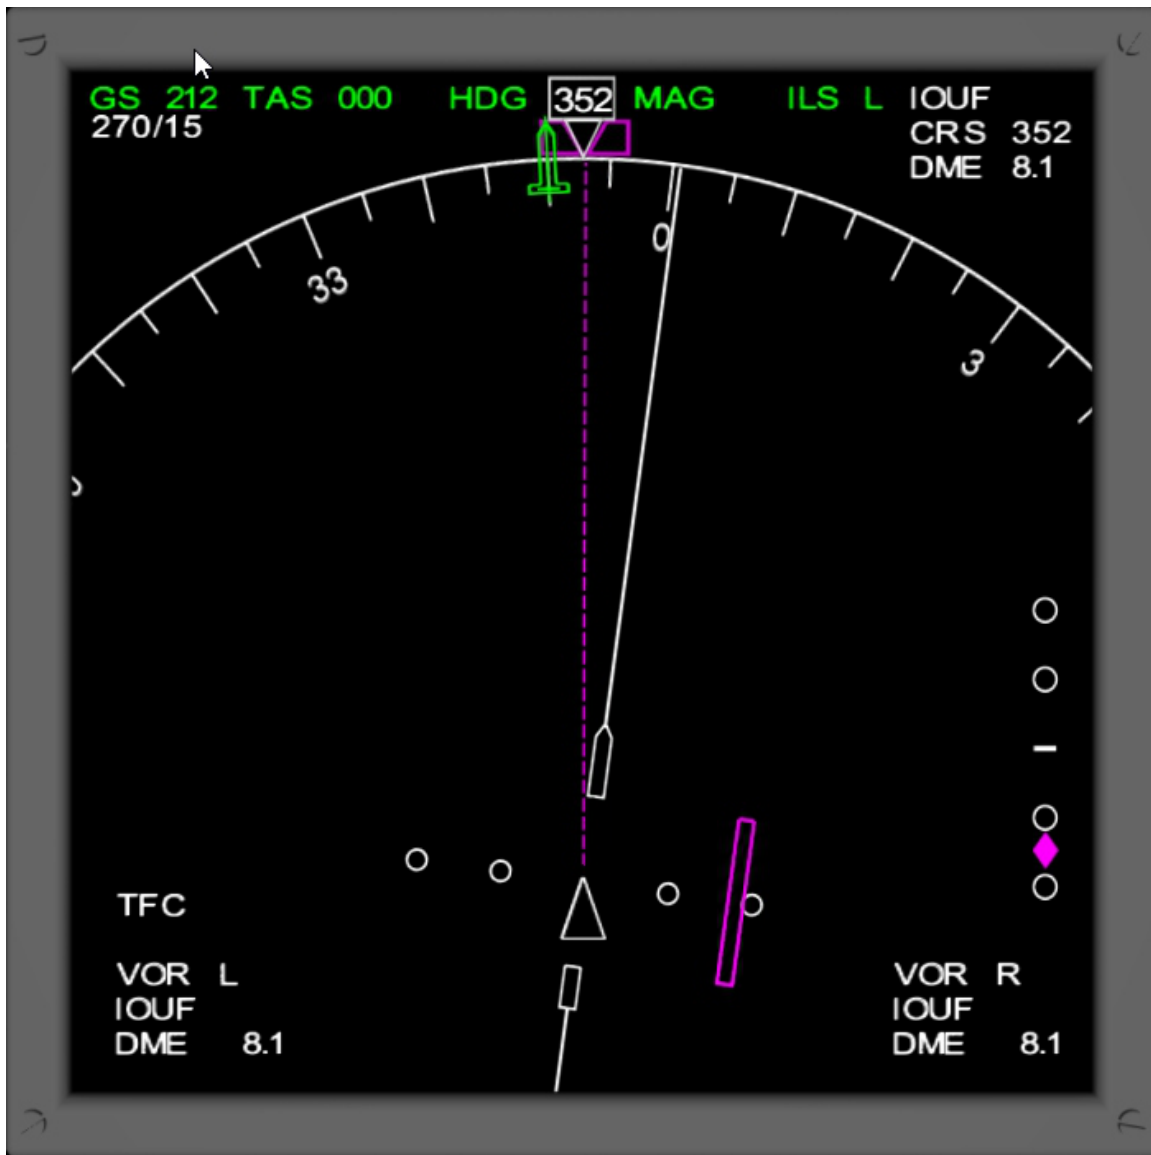 GS 212 TAS 000 HDG 352 MAG ILS L IOUF
270/15
CRS 352
DME 8.1
33
0
3
TFC
VOR L
IOUF
DME 8.1
VOR R
IOUF
DME 8.1